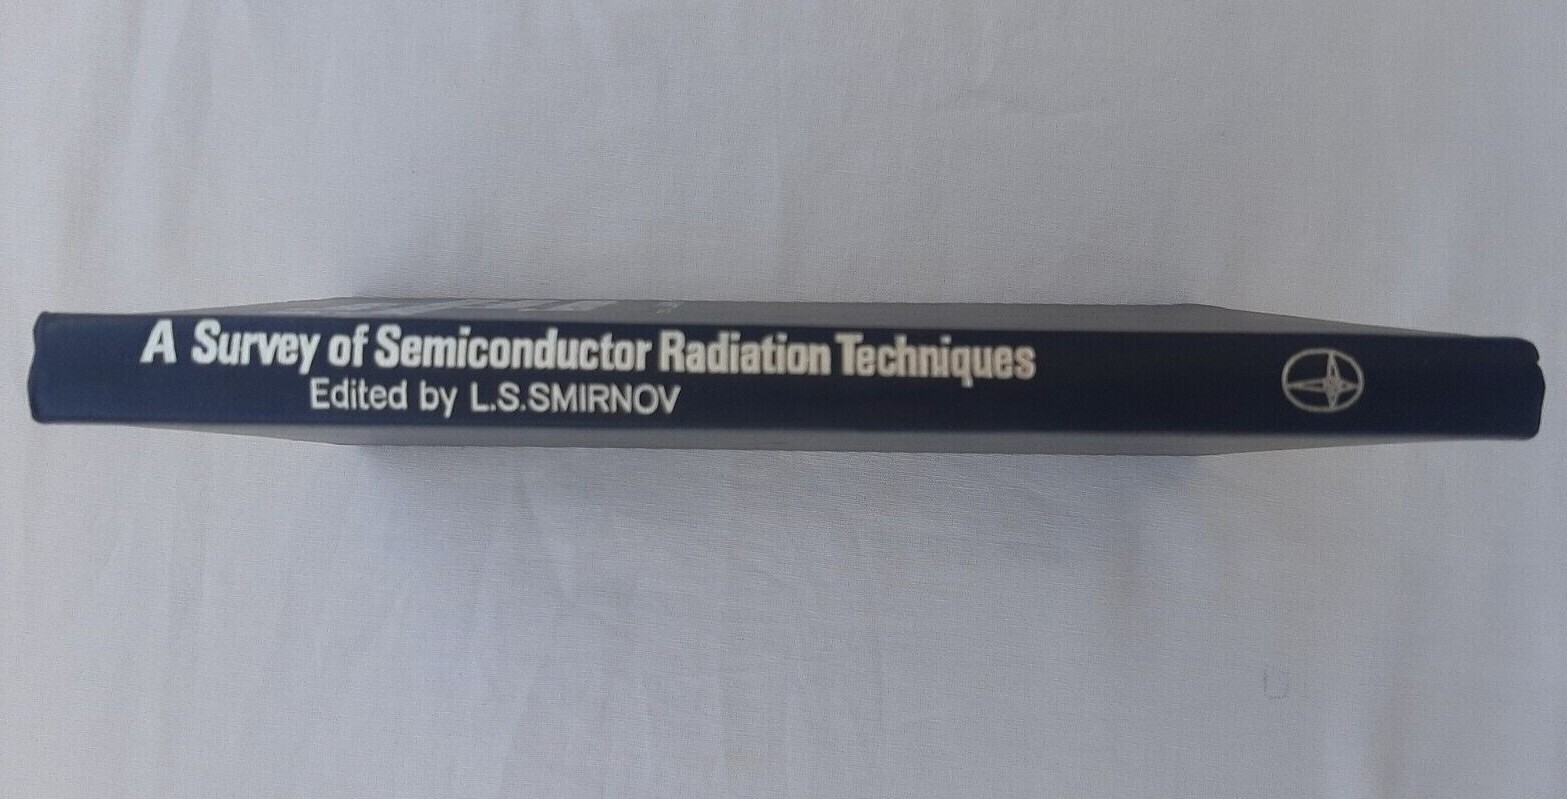 A Survey of Semiconductor Radiation Techniques
Edited by L.S.SMIRNOV